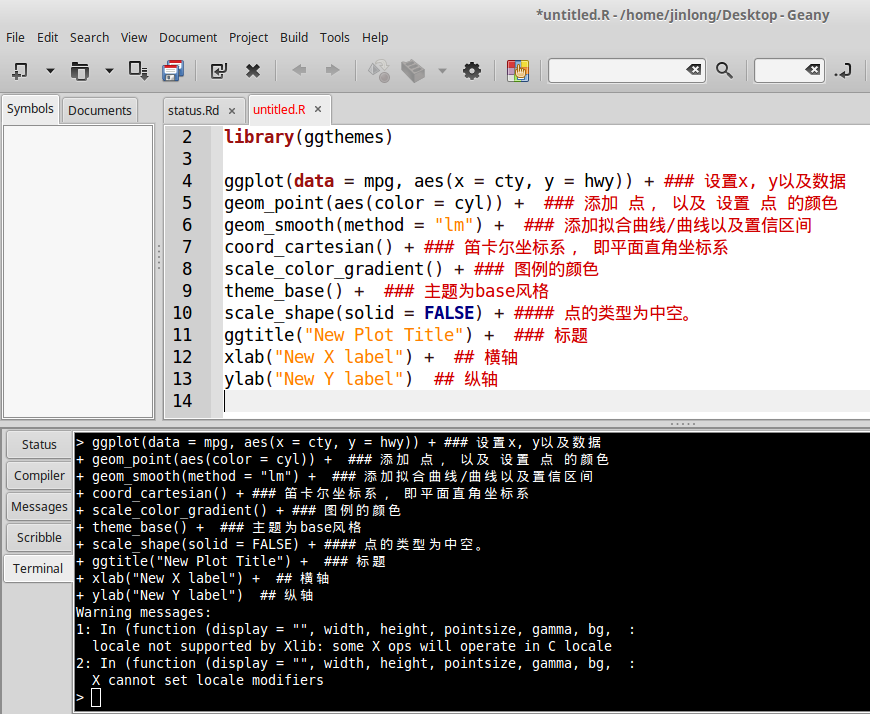 *untitled.R - /home/jinlong/Desktop - Geany
File Edit Search View Document Project Build Tools Help
Symbols Documents status.Rd × untitled.R ×
2 library(ggthemes)
3
4 ggplot(data = mpg, aes(x = cty, y = hwy)) + ### 设置x, y以及数据
5 geom_point(aes(color = cyl)) +  ### 添加 点 ， 以及 设置 点 的颜色
6 geom_smooth(method = "lm") +  ### 添加拟合曲线/曲线以及置信区间
7 coord_cartesian() + ### 笛卡尔坐标系 ， 即平面直角坐标系
8 scale_color_gradient() + ### 图例的颜色
9 theme_base() +  ### 主题为base风格
10 scale_shape(solid = FALSE) + #### 点的类型为中空。
11 ggtitle("New Plot Title") +  ### 标题
12 xlab("New X label") +  ## 横轴
13 ylab("New Y label")  ## 纵轴
14
Status
Compiler
Messages
Scribble
Terminal
> ggplot(data = mpg, aes(x = cty, y = hwy)) + ### 设置x, y以及数据
+ geom_point(aes(color = cyl)) +  ### 添加 点 ， 以及 设置 点 的颜色
+ geom_smooth(method = "lm") +  ### 添加拟合曲线/曲线以及置信区间
+ coord_cartesian() + ### 笛卡尔坐标系 ， 即平面直角坐标系
+ scale_color_gradient() + ### 图例的颜色
+ theme_base() +  ### 主题为base风格
+ scale_shape(solid = FALSE) + #### 点的类型为中空。
+ ggtitle("New Plot Title") +  ### 标题
+ xlab("New X label") +  ## 横轴
+ ylab("New Y label")  ## 纵轴
Warning messages:
1: In (function (display = "", width, height, pointsize, gamma, bg,  :
  locale not supported by Xlib: some X ops will operate in C locale
2: In (function (display = "", width, height, pointsize, gamma, bg,  :
  X cannot set locale modifiers
>